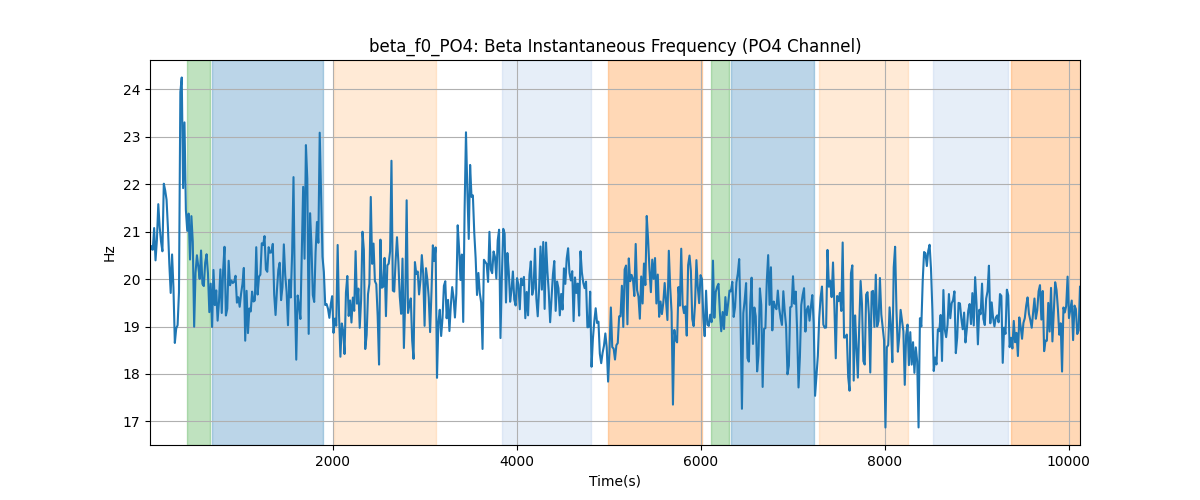 beta_f0_PO4: Beta Instantaneous Frequency (PO4 Channel)
24
23
22
21
20
19
18
17
Hz
2000 4000 6000 8000 10000
Time(s)